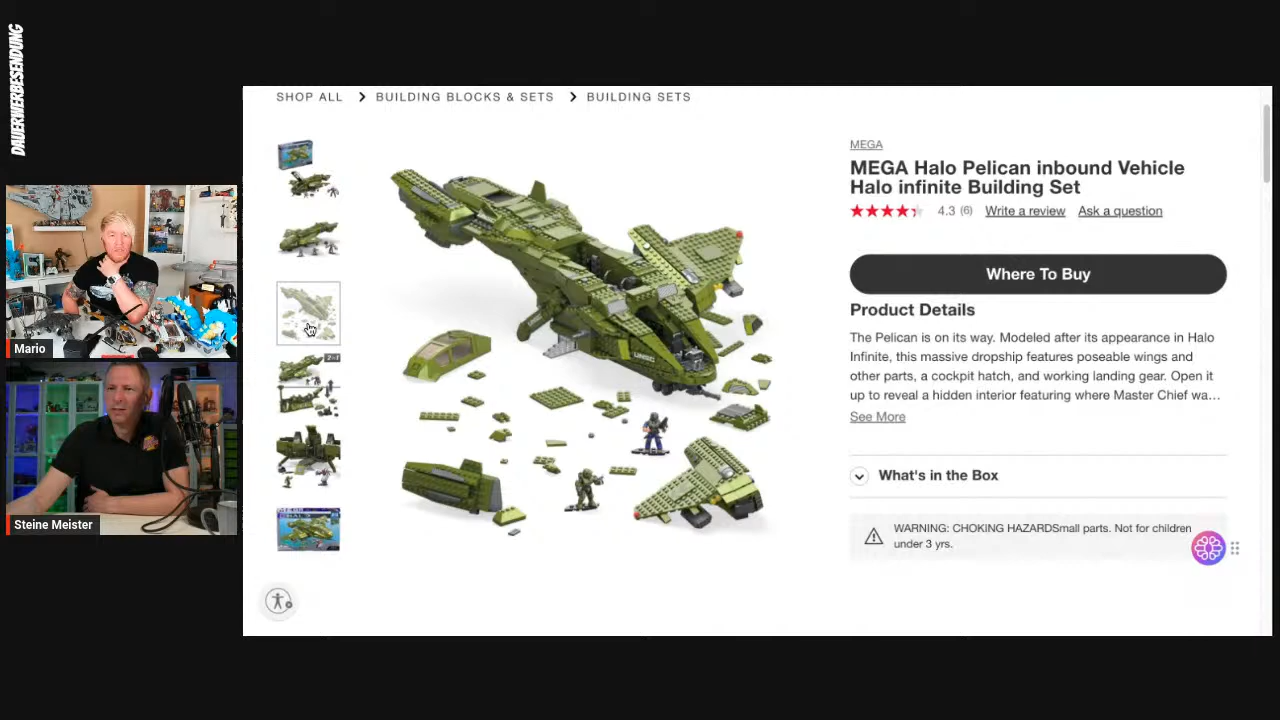 DAUERWERBESENDUNG
SHOP ALL > BUILDING BLOCKS & SETS > BUILDING SETS
MEGA
MEGA Halo Pelican inbound Vehicle
Halo infinite Building Set
4.3 (6) Write a review Ask a question
Where To Buy
Product Details
The Pelican is on its way. Modeled after its appearance in Halo
Infinite, this massive dropship features poseable wings and
other parts, a cockpit hatch, and working landing gear. Open it
up to reveal a hidden interior featuring where Master Chief wa...
See More
What's in the Box
WARNING: CHOKING HAZARDSmall parts. Not for children
under 3 yrs.
UNSC
2in1
Mario
Steine Meister